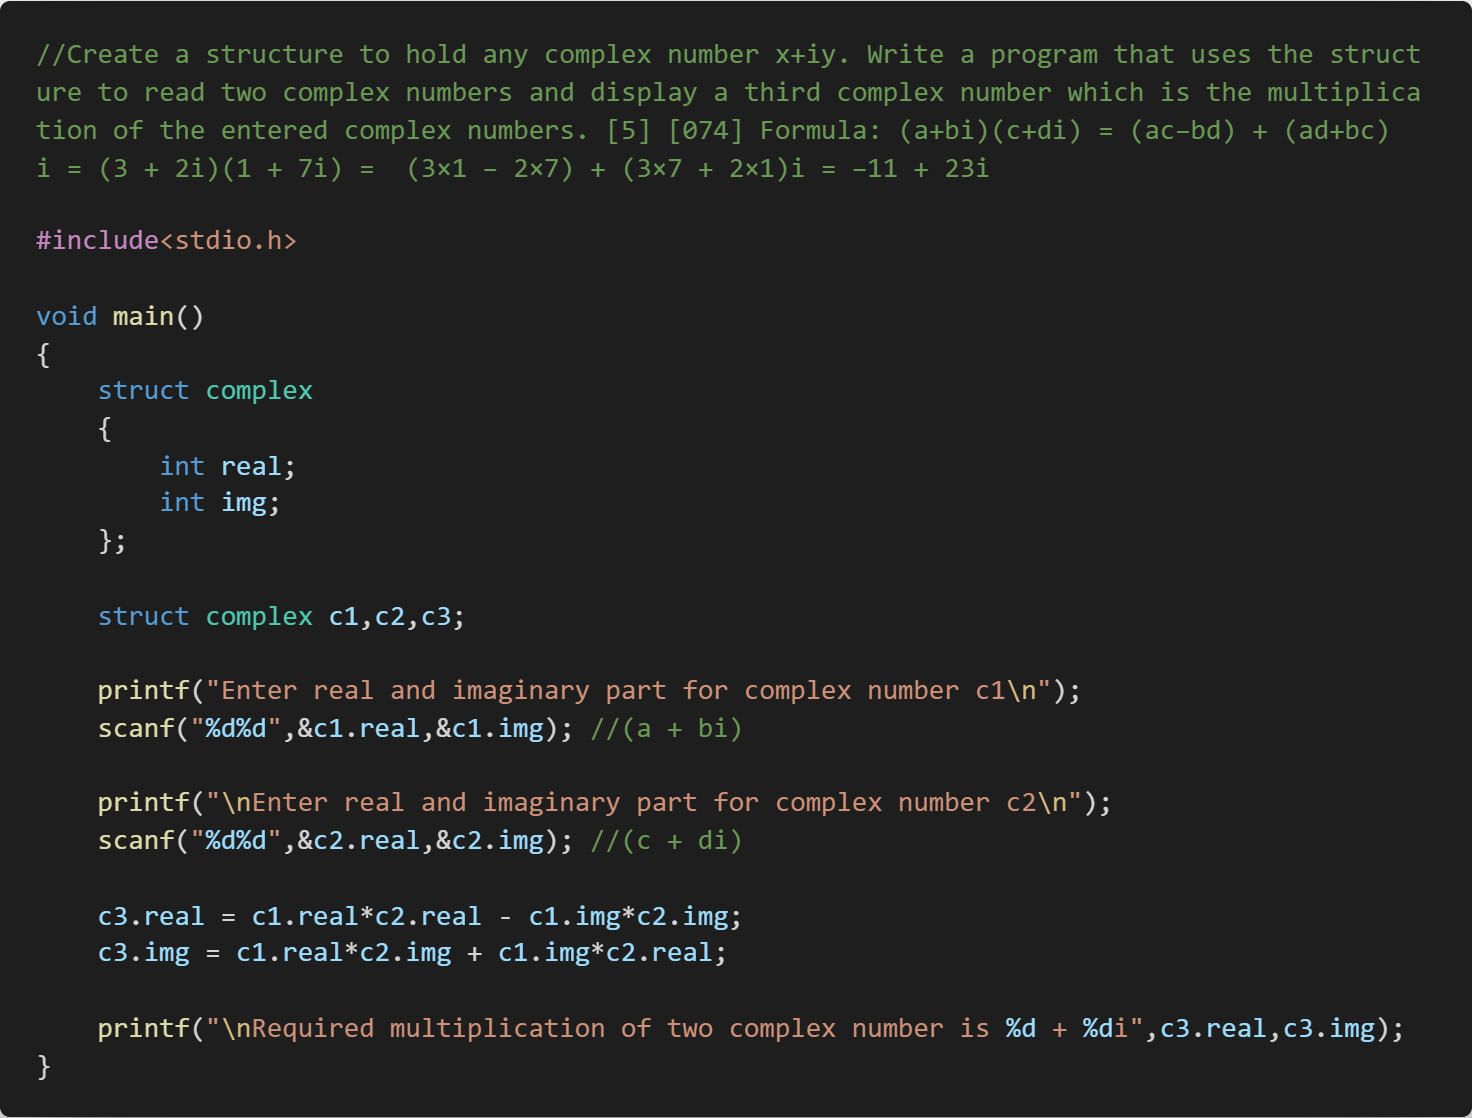 //Create a structure to hold any complex number x+iy. Write a program that uses the struct
ure to read two complex numbers and display a third complex number which is the multiplica
tion of the entered complex numbers. [5] [074] Formula: (a+bi)(c+di) = (ac−bd) + (ad+bc)
i = (3 + 2i)(1 + 7i) =  (3×1 − 2×7) + (3×7 + 2×1)i = −11 + 23i
#include<stdio.h>
void main()
{
    struct complex
    {
        int real;
        int img;
    };
    struct complex c1,c2,c3;
    printf("Enter real and imaginary part for complex number c1\n");
    scanf("%d%d",&c1.real,&c1.img); //(a + bi)
    printf("\nEnter real and imaginary part for complex number c2\n");
    scanf("%d%d",&c2.real,&c2.img); //(c + di)
    c3.real = c1.real*c2.real - c1.img*c2.img;
    c3.img = c1.real*c2.img + c1.img*c2.real;
    printf("\nRequired multiplication of two complex number is %d + %di",c3.real,c3.img);
}